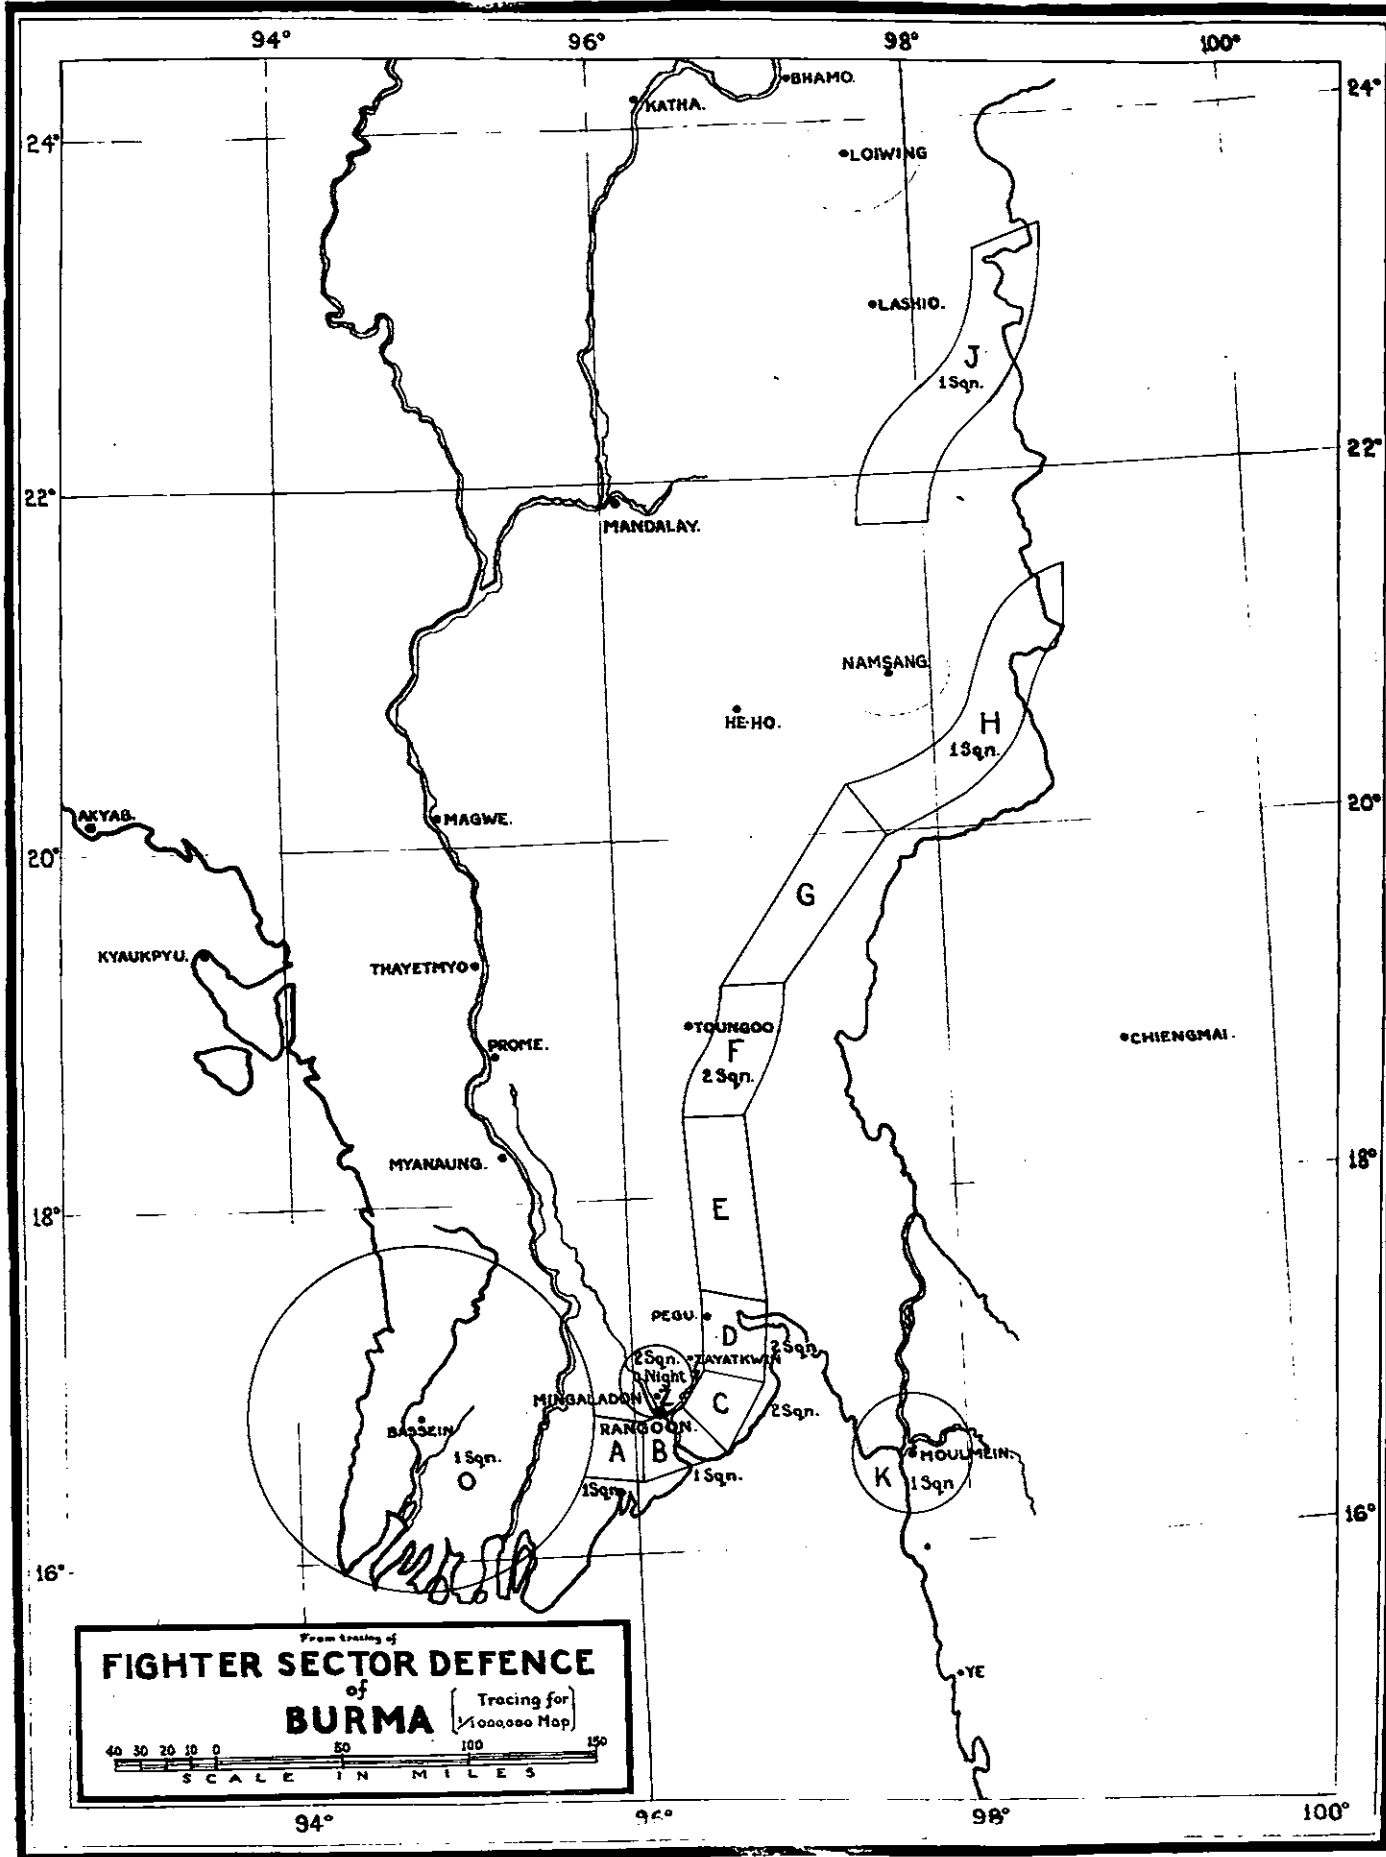 94° 96° 98° 100°
BHAMO.
KATHA.
24°
24°
LOIWING
LASHIO.
J
1 Sqn.
22°
22°
MANDALAY.
NAMSANG.
HE-HO.
H
1 Sqn.
20°
AKYAB.
MAGWE.
20°
G
KYAUKPYU.
THAYETMYO
TOUNGOO
CHIENGMAI.
PROME.
F
2 Sqn.
MYANAUNG.
18°
18°
E
PEGU.
D
2 Sqn.
2 Sqn.
ZAYATKWIN
Night
MINGALADON
Z
C
2 Sqn.
BASSEIN
RANGOON.
A
B
MOULMEIN.
1 Sqn.
1 Sqn.
K
1 Sqn
O
1 Sqn.
16°
16°
YE
From tracing of
FIGHTER SECTOR DEFENCE
of
BURMA
Tracing for
1/1000,000 Map
40 30 20 10 0 50 100 150
SCALE IN MILES
94° 96° 98° 100°